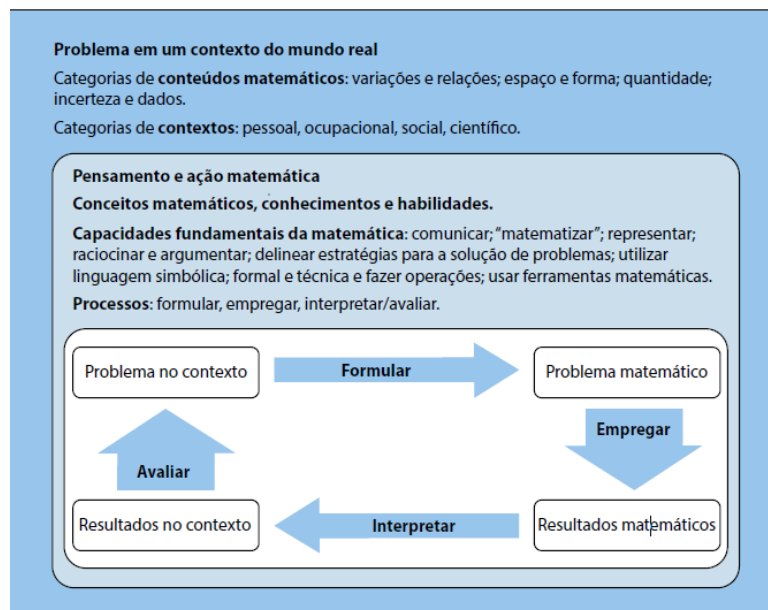 Problema em um contexto do mundo real
Categorias de conteúdos matemáticos: variações e relações; espaço e forma; quantidade;
incerteza e dados.
Categorias de contextos: pessoal, ocupacional, social, científico.
Pensamento e ação matemática
Conceitos matemáticos, conhecimentos e habilidades.
Capacidades fundamentais da matemática: comunicar; “matematizar”; representar;
raciocinar e argumentar; delinear estratégias para a solução de problemas; utilizar
linguagem simbólica; formal e técnica e fazer operações; usar ferramentas matemáticas.
Processos: formular, empregar, interpretar/avaliar.
Problema no contexto
Formular
Problema matemático
Empregar
Avaliar
Resultados no contexto
Interpretar
Resultados matemáticos